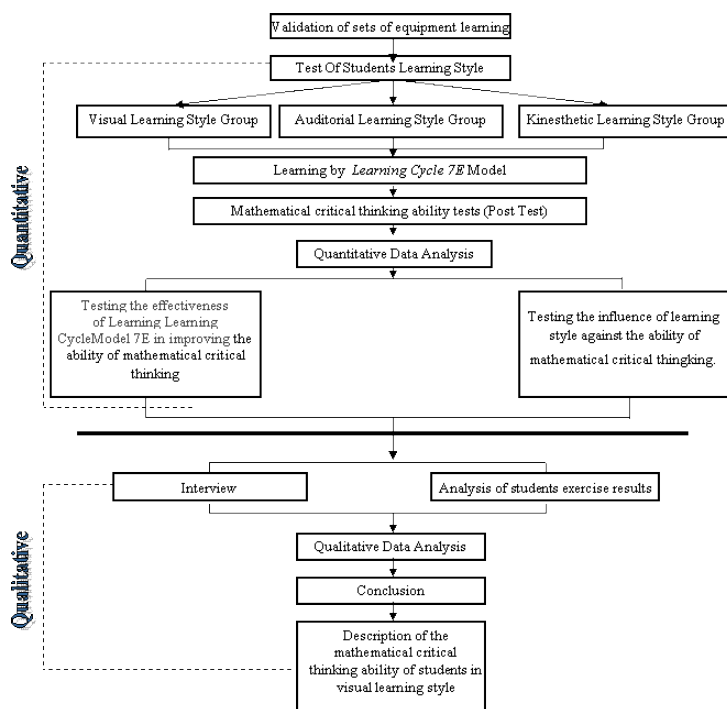 Validation of sets of equipment learning
Test Of Students Learning Style
Visual Learning Style Group
Auditorial Learning Style Group
Kinesthetic Learning Style Group
Learning by Learning Cycle 7E Model
Mathematical critical thinking ability tests (Post Test)
Quantitative Data Analysis
Quantitative
Testing the effectiveness
of Learning Learning
CycleModel 7E in improving the
ability of mathematical critical
thinking
Testing the influence of learning
style against the ability of
mathematical critical thingking.
Interview
Analysis of students exercise results
Qualitative Data Analysis
Conclusion
Qualitative
Description of the
mathematical critical
thinking ability of students in
visual learning style